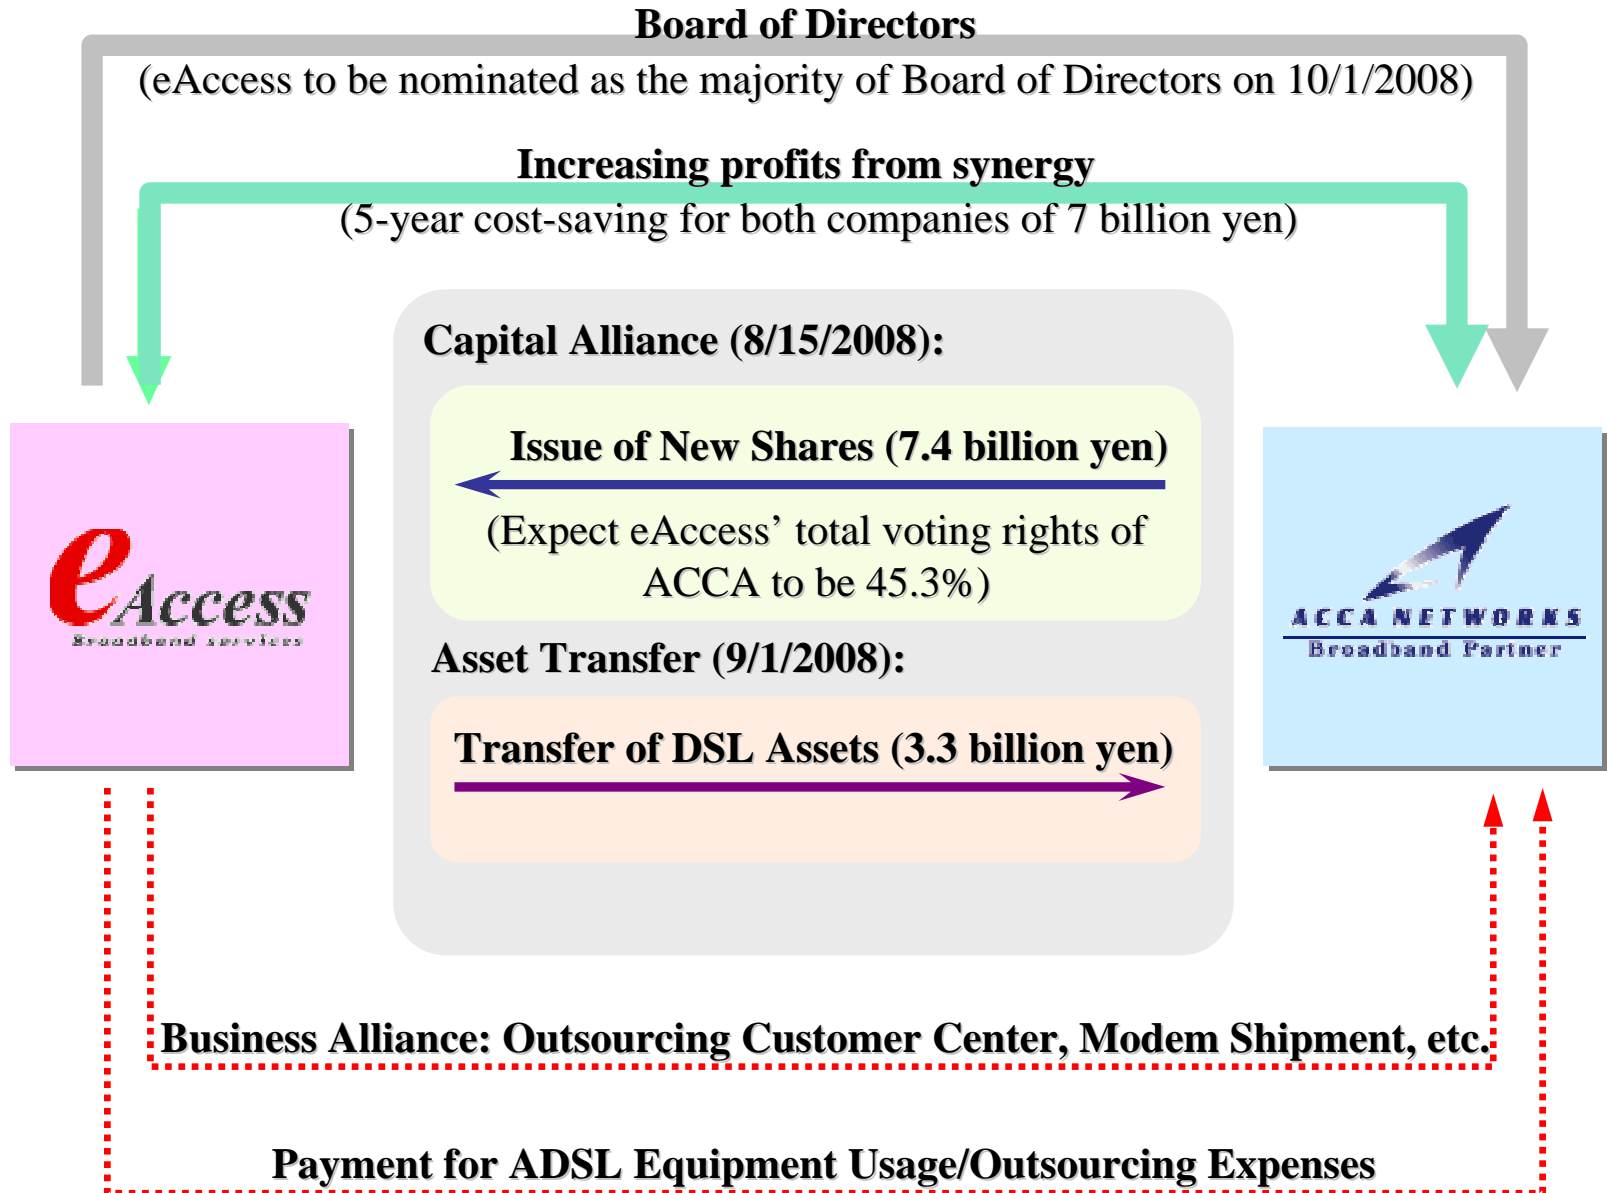 Board of Directors
(eAccess to be nominated as the majority of Board of Directors on 10/1/2008)
Increasing profits from synergy
(5-year cost-saving for both companies of 7 billion yen)
Capital Alliance (8/15/2008):
Issue of New Shares (7.4 billion yen)
(Expect eAccess’ total voting rights of
ACCA to be 45.3%)
eAccess
Broadband services
ACCA NETWORKS
Broadband Partner
Asset Transfer (9/1/2008):
Transfer of DSL Assets (3.3 billion yen)
Business Alliance: Outsourcing Customer Center, Modem Shipment, etc.
Payment for ADSL Equipment Usage/Outsourcing Expenses